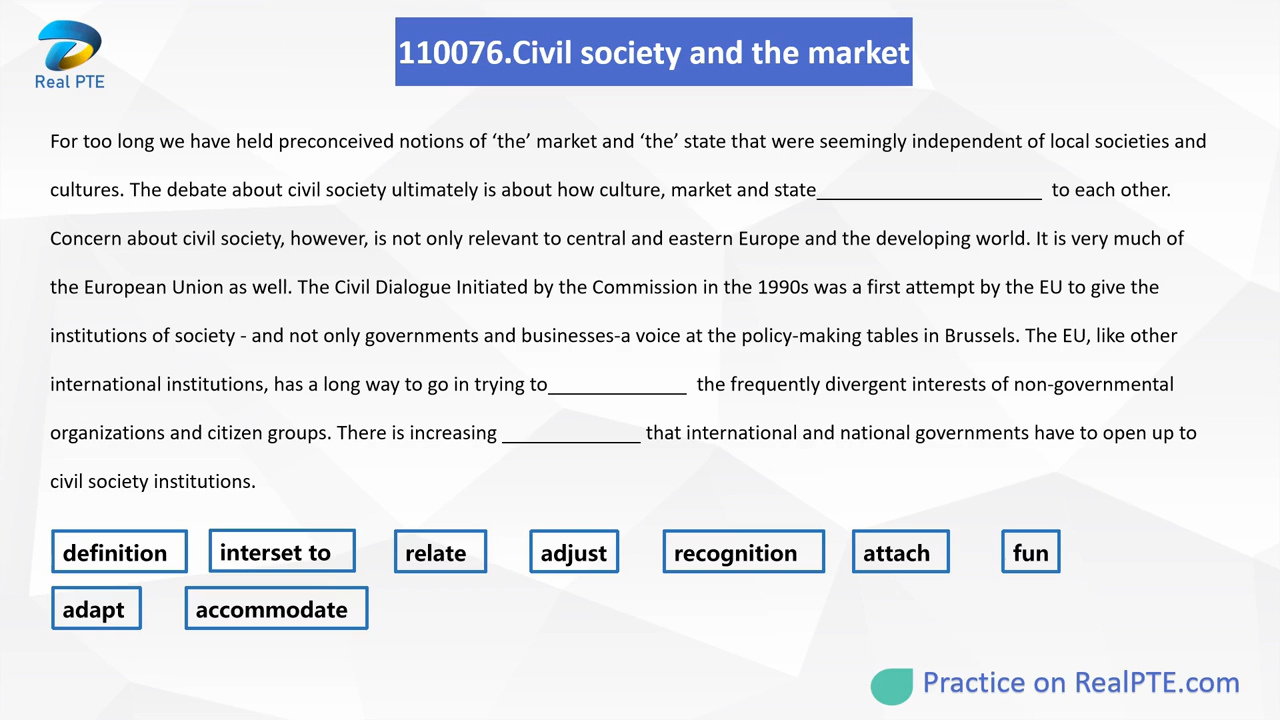 Real PTE
110076.Civil society and the market
For too long we have held preconceived notions of ‘the’ market and ‘the’ state that were seemingly independent of local societies and
cultures. The debate about civil society ultimately is about how culture, market and state______________________ to each other.
Concern about civil society, however, is not only relevant to central and eastern Europe and the developing world. It is very much of
the European Union as well. The Civil Dialogue Initiated by the Commission in the 1990s was a first attempt by the EU to give the
institutions of society - and not only governments and businesses-a voice at the policy-making tables in Brussels. The EU, like other
international institutions, has a long way to go in trying to_____________ the frequently divergent interests of non-governmental
organizations and citizen groups. There is increasing _____________ that international and national governments have to open up to
civil society institutions.
definition interset to relate adjust recognition attach fun
adapt accommodate
Practice on RealPTE.com